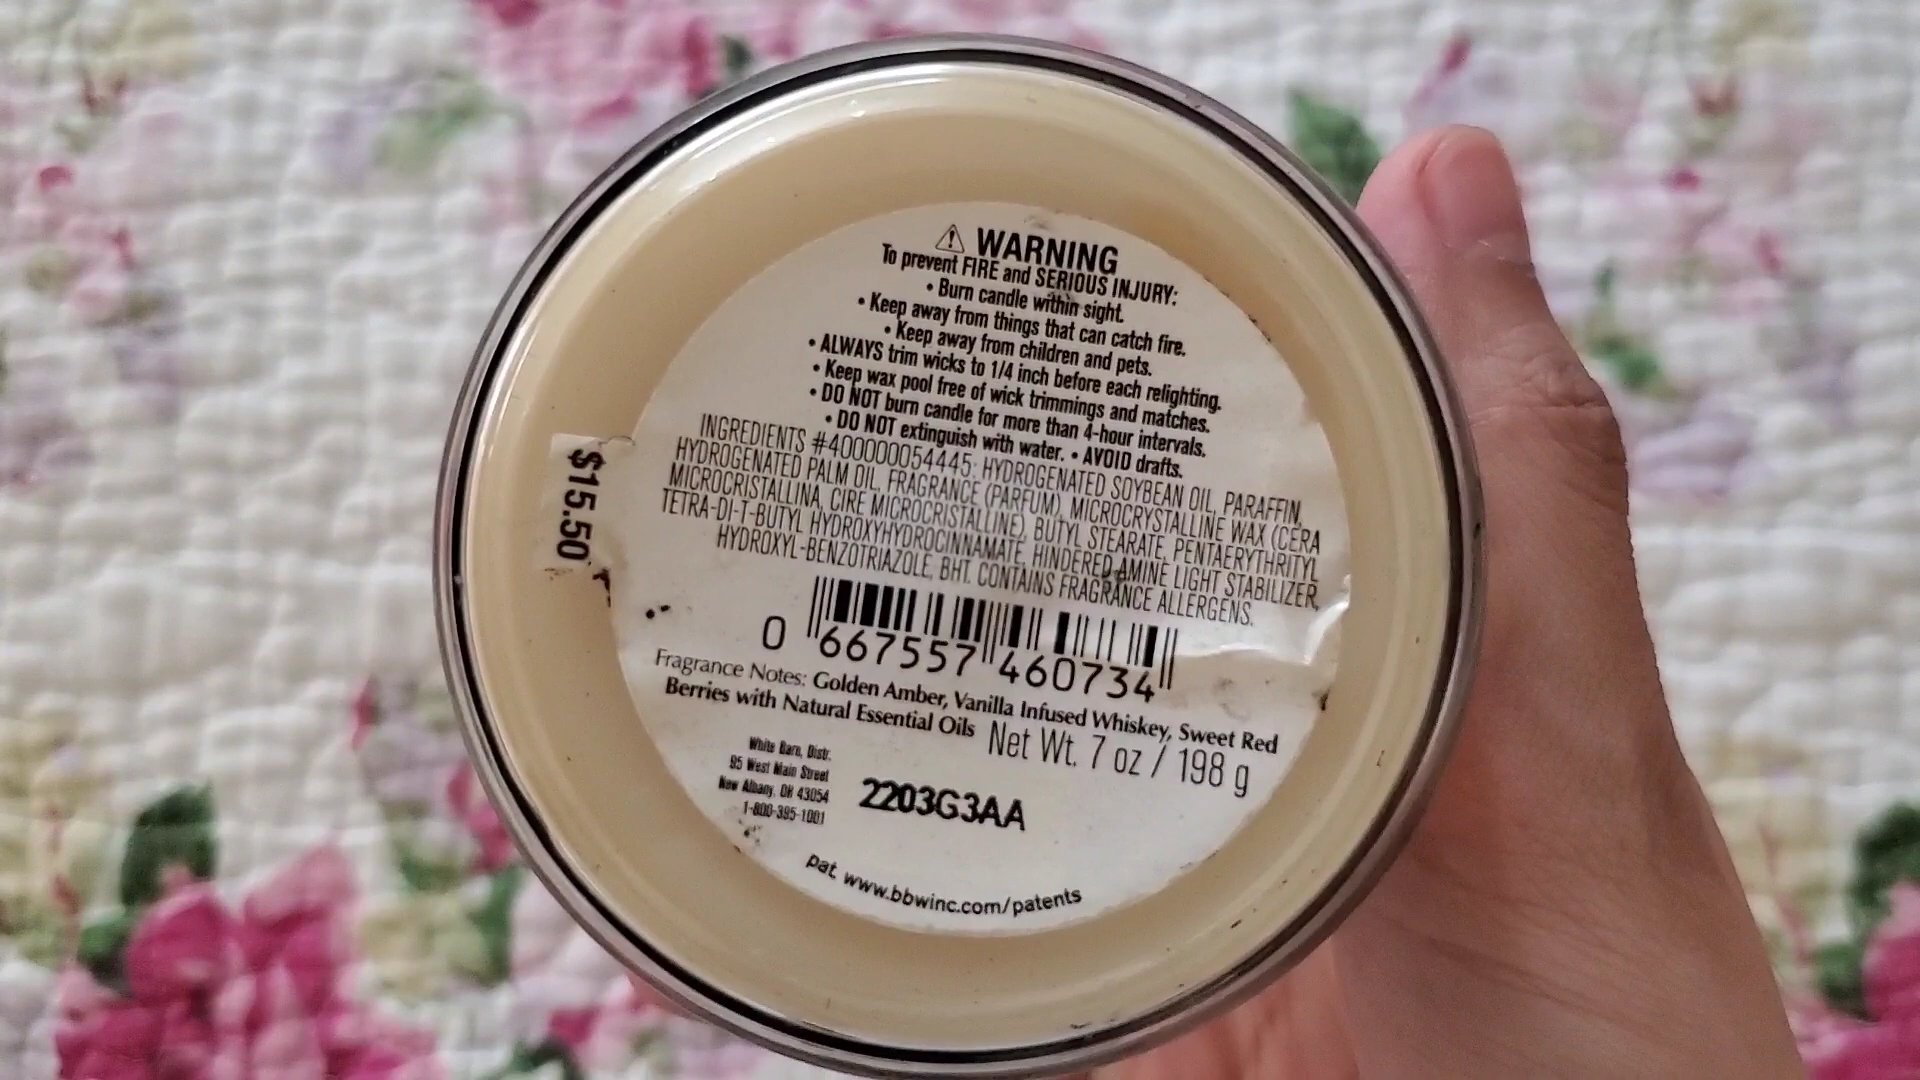 ⚠ WARNING
To prevent FIRE and SERIOUS INJURY:
• Burn candle within sight.
• Keep away from things that can catch fire.
• Keep away from children and pets.
• ALWAYS trim wicks to 1/4 inch before each relighting.
• Keep wax pool free of wick trimmings and matches.
• DO NOT burn candle for more than 4-hour intervals.
• DO NOT extinguish with water. • AVOID drafts.
INGREDIENTS #400000054445: HYDROGENATED SOYBEAN OIL, PARAFFIN,
HYDROGENATED PALM OIL, FRAGRANCE (PARFUM), MICROCRYSTALLINE WAX (CERA
MICROCRISTALLINA, CIRE MICROCRISTALLINE), BUTYL STEARATE, PENTAERYTHRITYL
TETRA-DI-T-BUTYL HYDROXYHYDROCINNAMATE, HINDERED AMINE LIGHT STABILIZER,
HYDROXYL-BENZOTRIAZOLE, BHT. CONTAINS FRAGRANCE ALLERGENS.
$15.50
0 667557 460734
Fragrance Notes: Golden Amber, Vanilla Infused Whiskey, Sweet Red
Berries with Natural Essential Oils
Net Wt. 7 oz / 198 g
White Barn, Distr.
95 West Main Street
New Albany, OH 43054
1-800-395-1001
2203G3AA
pat. www.bbwinc.com/patents